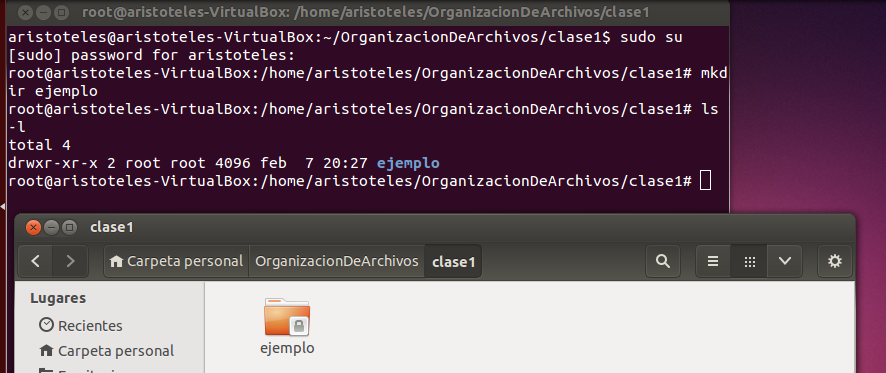 root@aristoteles-VirtualBox: /home/aristoteles/OrganizacionDeArchivos/clase1
aristoteles@aristoteles-VirtualBox:~/OrganizacionDeArchivos/clase1$ sudo su
[sudo] password for aristoteles:
root@aristoteles-VirtualBox:/home/aristoteles/OrganizacionDeArchivos/clase1# mkd
ir ejemplo
root@aristoteles-VirtualBox:/home/aristoteles/OrganizacionDeArchivos/clase1# ls
-l
total 4
drwxr-xr-x 2 root root 4096 feb  7 20:27 ejemplo
root@aristoteles-VirtualBox:/home/aristoteles/OrganizacionDeArchivos/clase1#
clase1
Carpeta personal OrganizacionDeArchivos clase1
Lugares
Recientes
Carpeta personal
ejemplo